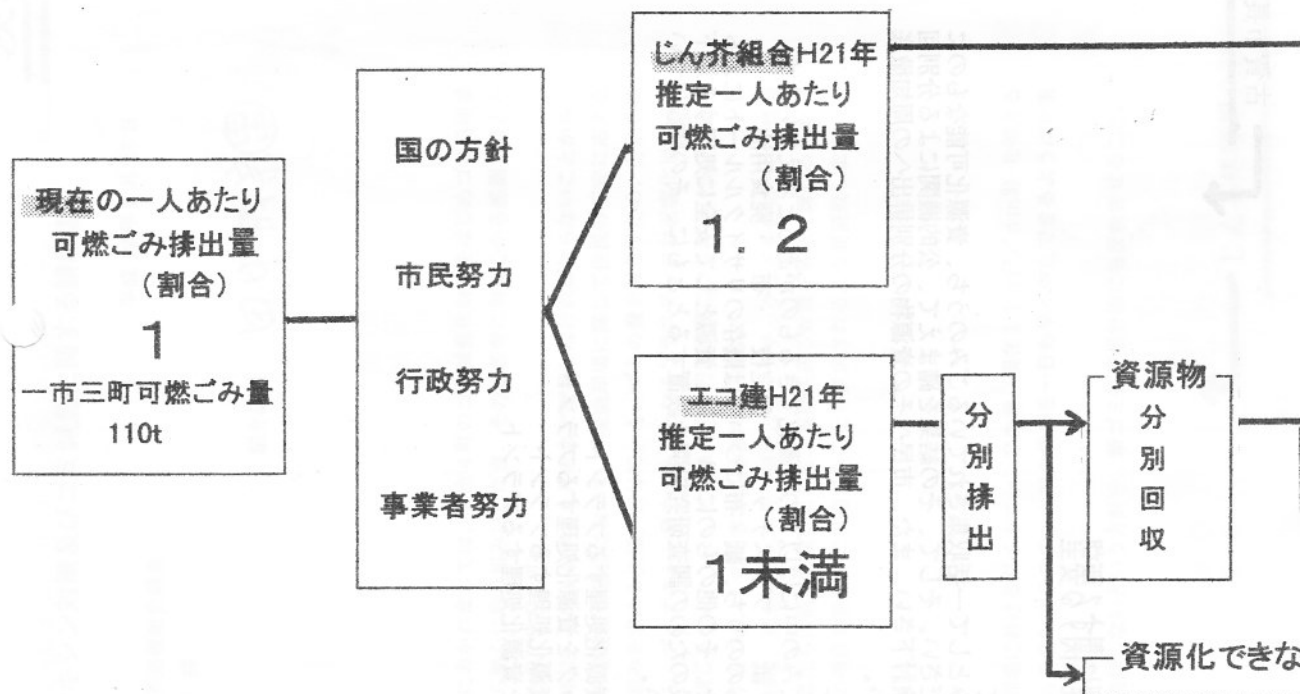 現在の一人あたり
可燃ごみ排出量
(割合)
1
一市三町可燃ごみ量
110t
国の方針
市民努力
行政努力
事業者努力
じん芥組合H21年
推定一人あたり
可燃ごみ排出量
(割合)
1.2
エコ建H21年
推定一人あたり
可燃ごみ排出量
(割合)
1未満
分別排出
資源物
分別回収
資源化できな